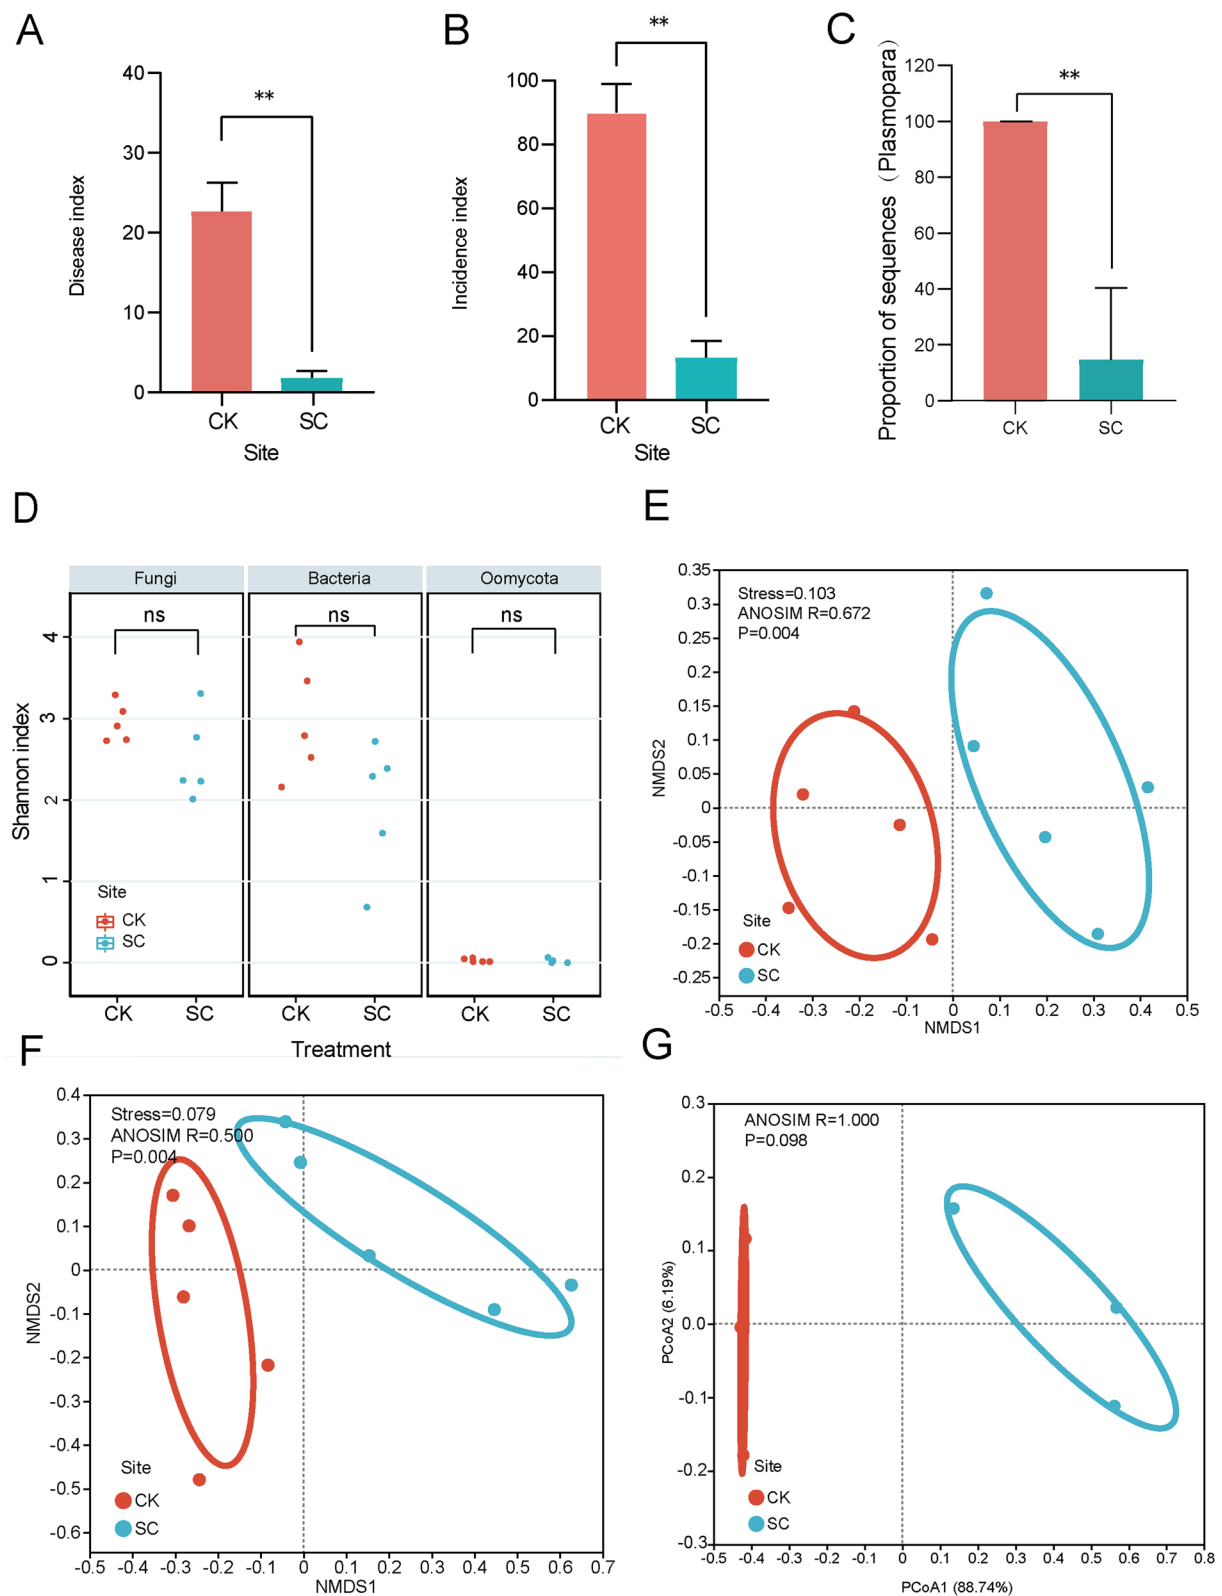 A
Disease index
40
30
20
10
0
**
CK
SC
Site
B
Incidence index
100
80
60
40
20
0
**
CK
SC
Site
C
Proportion of sequences（Plasmopara）
120
100
80
60
40
20
0
**
CK
SC
D
Fungi
Bacteria
Oomycota
ns
ns
ns
Shannon index
4
3
2
1
0
Site
CK
SC
CK
SC
CK
SC
CK
SC
Treatment
E
Stress=0.103
ANOSIM R=0.672
P=0.004
NMDS2
0.35
0.3
0.25
0.2
0.15
0.1
0.05
0
-0.05
-0.1
-0.15
-0.2
-0.25
Site
CK
SC
-0.5
-0.4
-0.3
-0.2
-0.1
0
0.1
0.2
0.3
0.4
0.5
NMDS1
F
Stress=0.079
ANOSIM R=0.500
P=0.004
NMDS2
0.4
0.3
0.2
0.1
0
-0.1
-0.2
-0.3
-0.4
-0.5
-0.6
Site
CK
SC
-0.5
-0.4
-0.3
-0.2
-0.1
0
0.1
0.2
0.3
0.4
0.5
0.6
0.7
NMDS1
G
ANOSIM R=1.000
P=0.098
PCoA2 (6.19%)
0.3
0.2
0.1
0.0
-0.1
-0.2
-0.3
Site
CK
SC
-0.5
-0.4
-0.3
-0.2
-0.1
0
0.1
0.2
0.3
0.4
0.5
0.6
0.7
0.8
PCoA1 (88.74%)